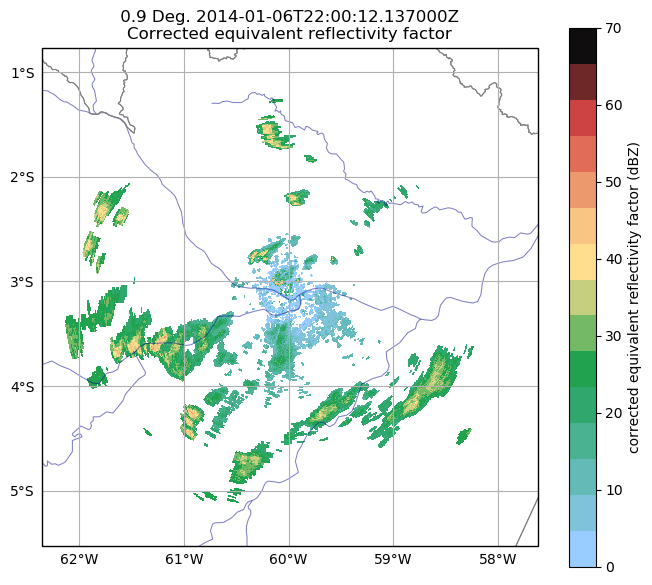 0.9 Deg. 2014-01-06T22:00:12.137000Z
Corrected equivalent reflectivity factor
1°S
2°S
3°S
4°S
5°S
62°W
61°W
60°W
59°W
58°W
70
60
50
40
30
20
10
0
corrected equivalent reflectivity factor (dBZ)